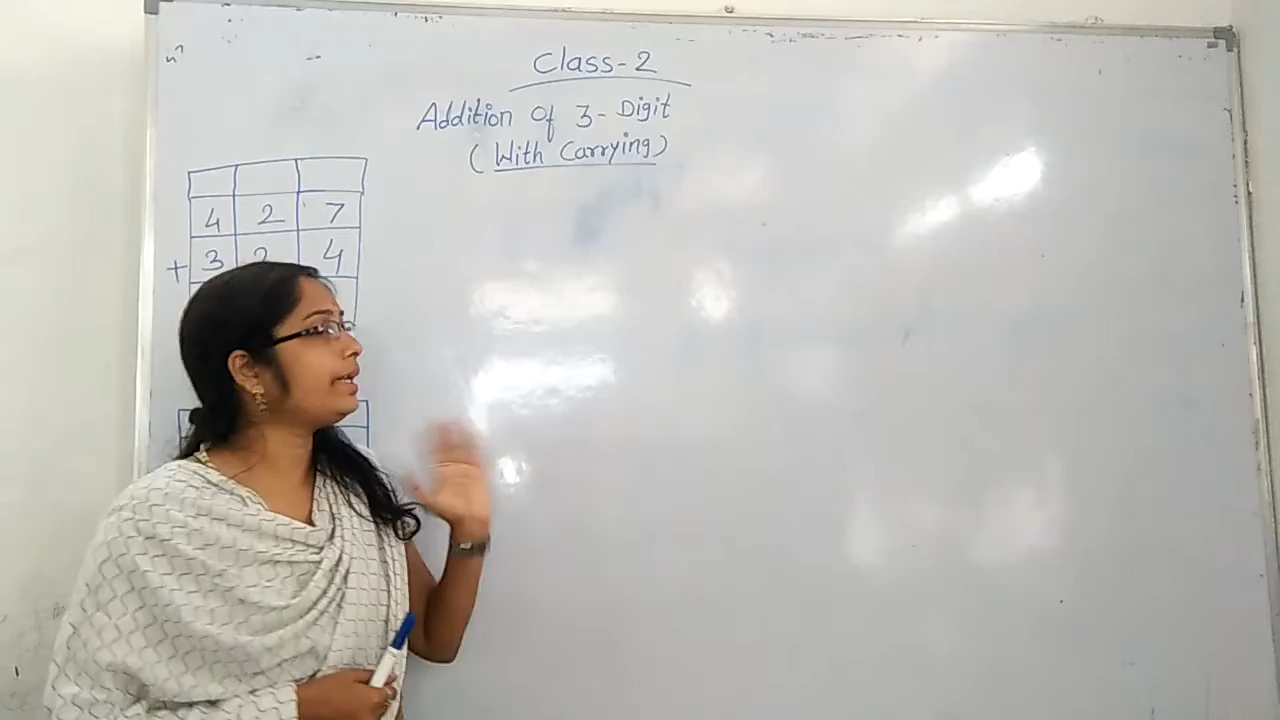 Class-2
Addition Of 3-Digit
(With Carrying)
4 2 7
+ 3 2 4